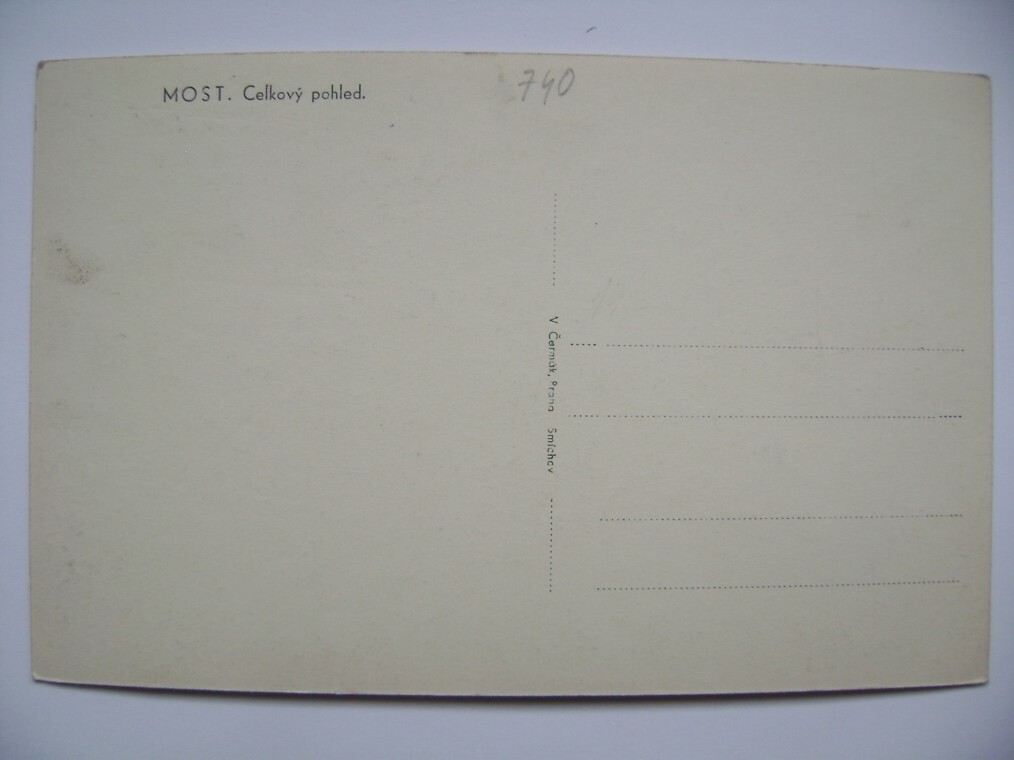 MOST. Celkový pohled.
740
V Čermák, Praha Smíchov